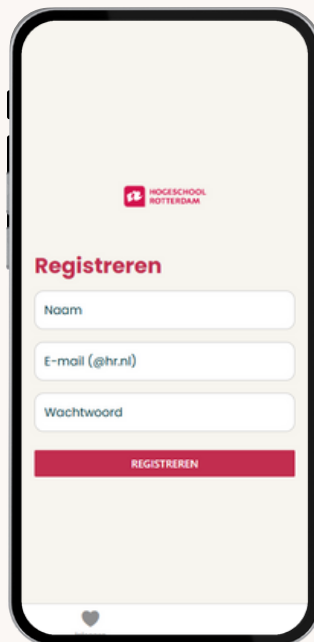 HOGESCHOOL
ROTTERDAM
Registreren
Naam
E-mail (@hr.nl)
Wachtwoord
REGISTREREN